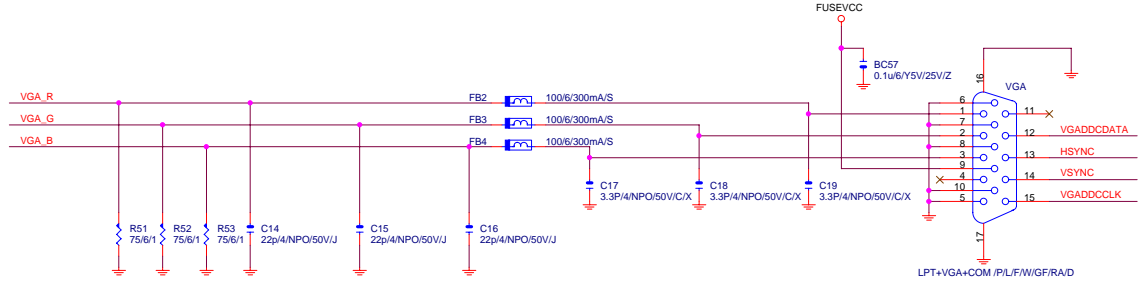 FUSEVCC
BC57
0.1u/6/Y5V/25V/Z
16
VGA
VGA_R
FB2
100/6/300mA/S
6
1
11
VGA_G
FB3
100/6/300mA/S
7
2
12
VGADDCDATA
VGA_B
FB4
100/6/300mA/S
8
3
13
HSYNC
9
4
14
VSYNC
10
5
15
VGADDCCLK
C17
3.3P/4/NPO/50V/C/X
C18
3.3P/4/NPO/50V/C/X
C19
3.3P/4/NPO/50V/C/X
R51
75/6/1
R52
75/6/1
R53
75/6/1
C14
22p/4/NPO/50V/J
C15
22p/4/NPO/50V/J
C16
22p/4/NPO/50V/J
17
LPT+VGA+COM /P/L/F/W/GF/RA/D